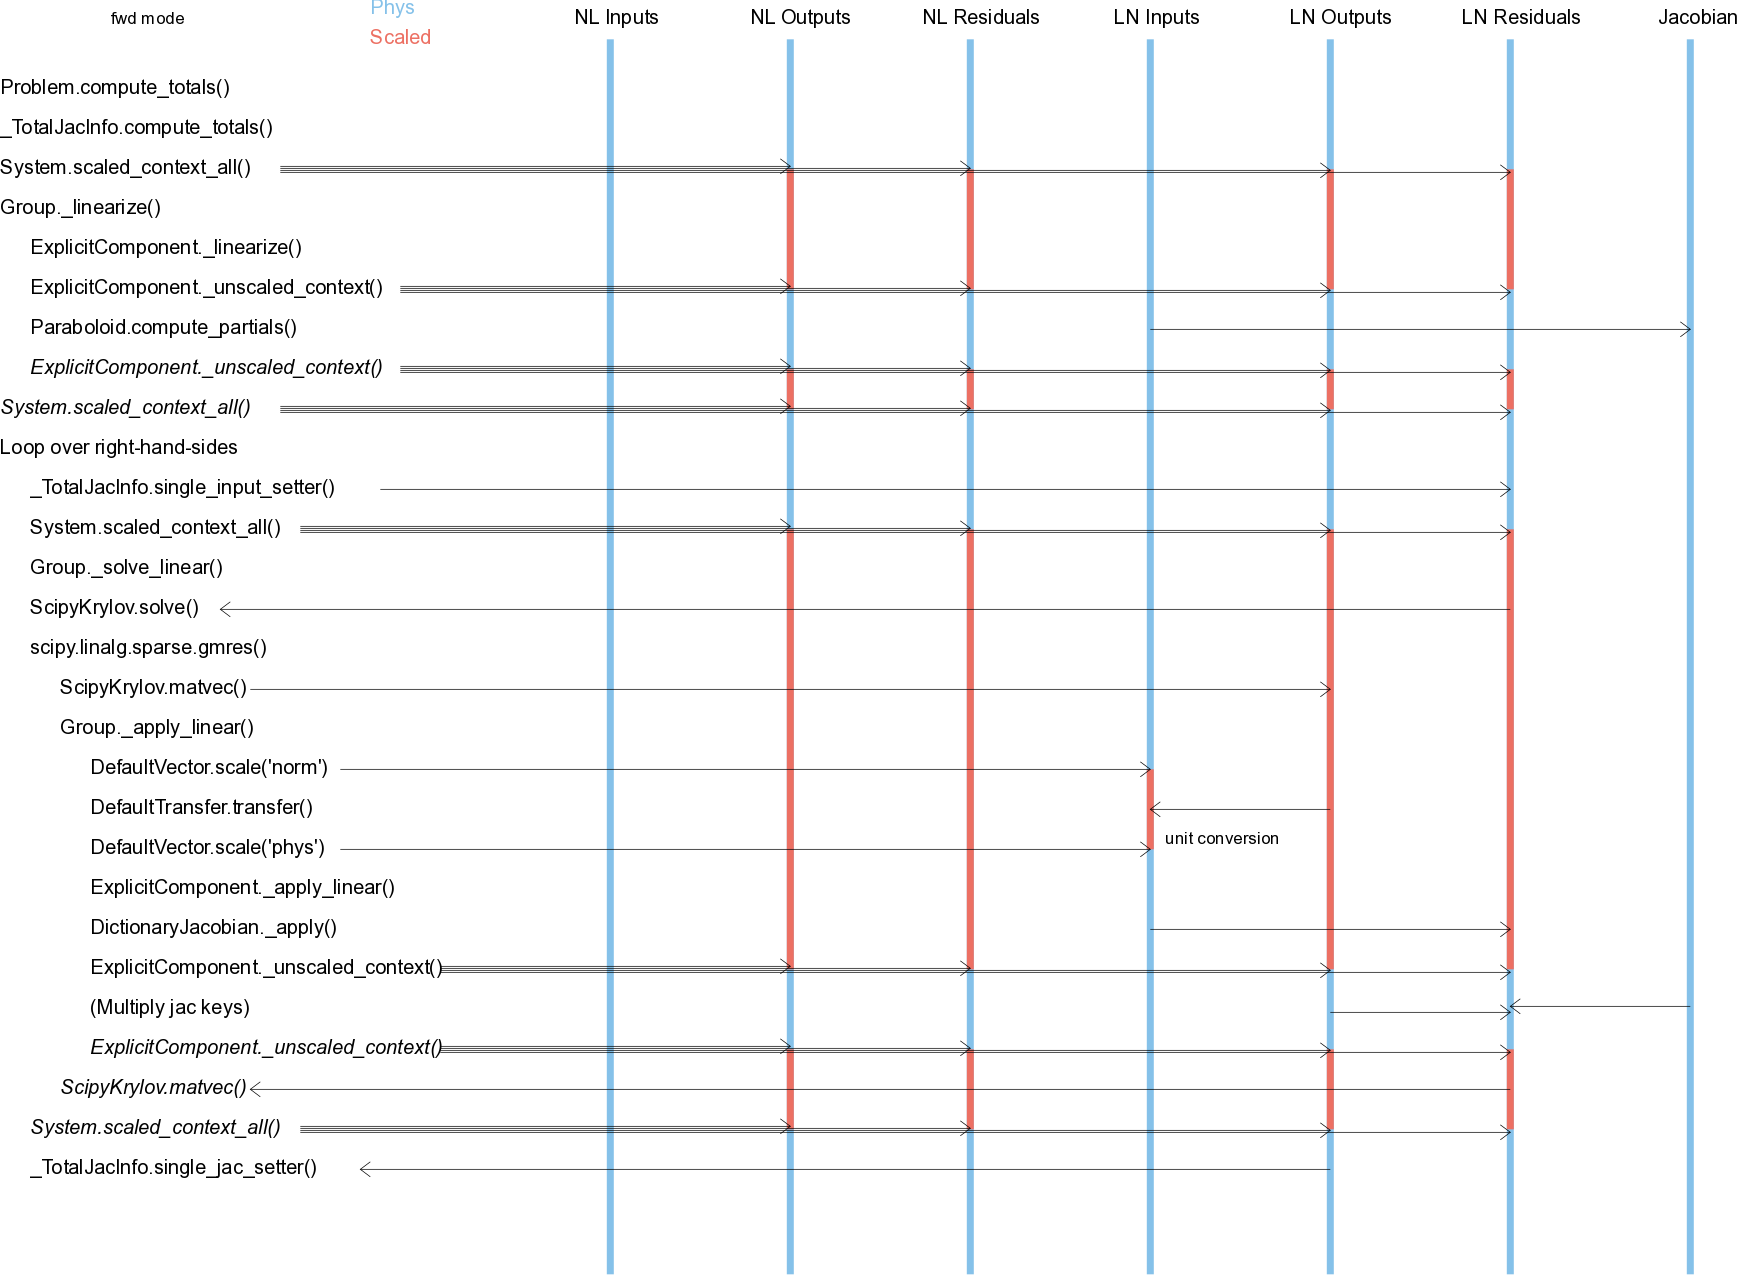 Phys
fwd mode NL Inputs NL Outputs NL Residuals LN Inputs LN Outputs LN Residuals Jacobian
Scaled
Problem.compute_totals()
_TotalJacInfo.compute_totals()
System.scaled_context_all()
Group._linearize()
ExplicitComponent._linearize()
ExplicitComponent._unscaled_context()
Paraboloid.compute_partials()
ExplicitComponent._unscaled_context()
System.scaled_context_all()
Loop over right-hand-sides
_TotalJacInfo.single_input_setter()
System.scaled_context_all()
Group._solve_linear()
ScipyKrylov.solve()
scipy.linalg.sparse.gmres()
ScipyKrylov.matvec()
Group._apply_linear()
DefaultVector.scale('norm')
DefaultTransfer.transfer()
unit conversion
DefaultVector.scale('phys')
ExplicitComponent._apply_linear()
DictionaryJacobian._apply()
ExplicitComponent._unscaled_context()
(Multiply jac keys)
ExplicitComponent._unscaled_context()
ScipyKrylov.matvec()
System.scaled_context_all()
_TotalJacInfo.single_jac_setter()